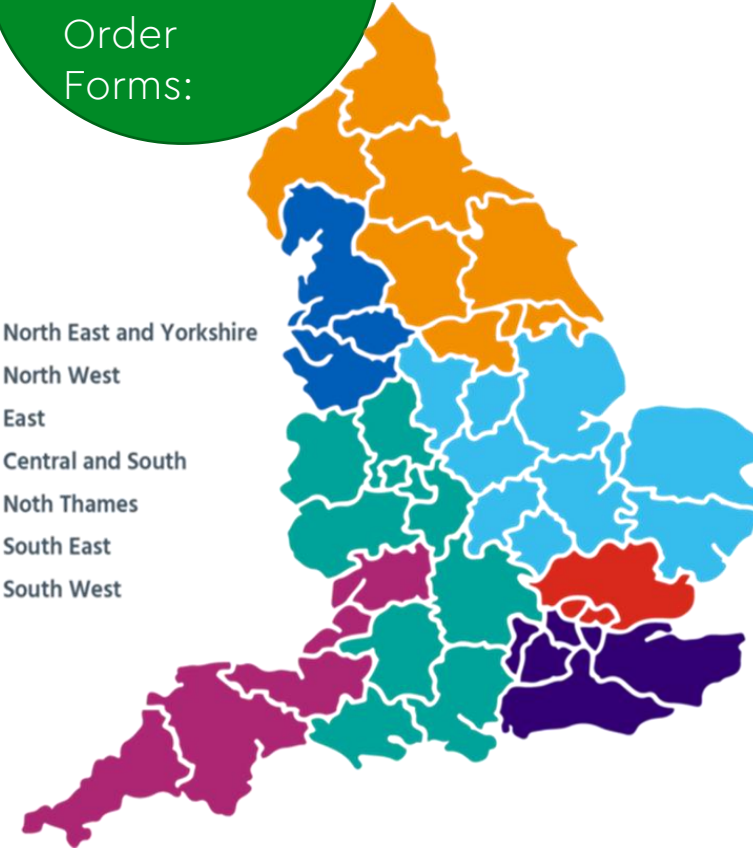 Order
Forms:
North East and Yorkshire
North West
East
Central and South
Noth Thames
South East
South West